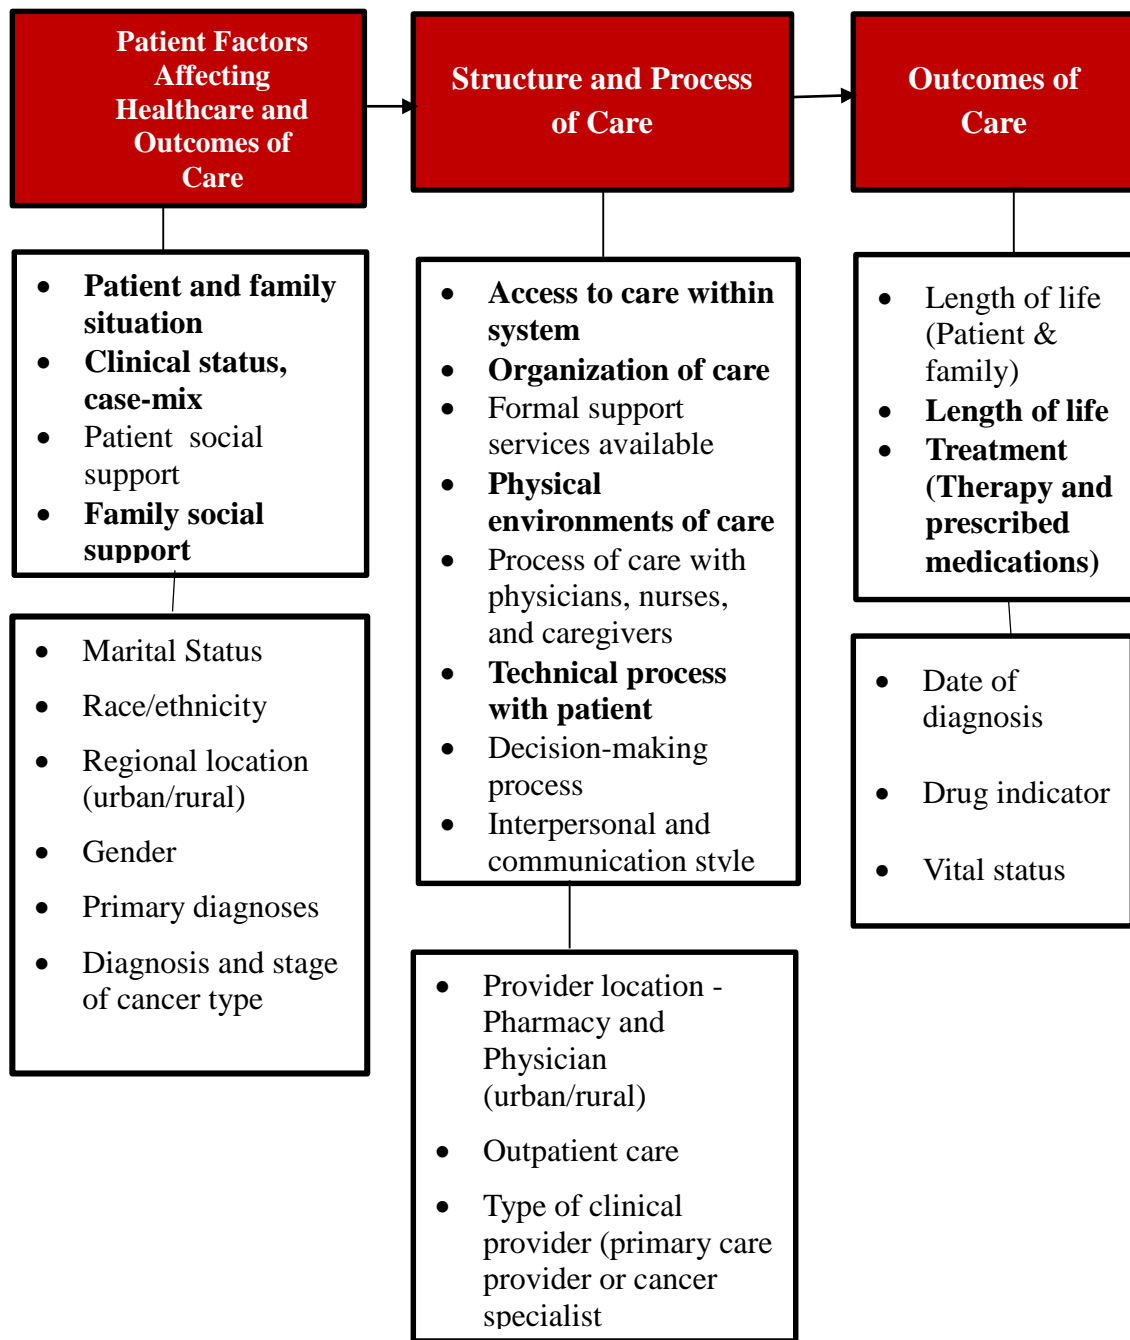 Patient Factors
Affecting
Healthcare and
Outcomes of
Care
Structure and Process
of Care
Outcomes of
Care
• Patient and family
situation
• Clinical status,
case-mix
• Patient social
support
• Family social
support
• Marital Status
• Race/ethnicity
• Regional location
(urban/rural)
• Gender
• Primary diagnoses
• Diagnosis and stage
of cancer type
• Access to care within
system
• Organization of care
• Formal support
services available
• Physical
environments of care
• Process of care with
physicians, nurses,
and caregivers
• Technical process
with patient
• Decision-making
process
• Interpersonal and
communication style
• Provider location -
Pharmacy and
Physician
(urban/rural)
• Outpatient care
• Type of clinical
provider (primary care
provider or cancer
specialist
• Length of life
(Patient &
family)
• Length of life
• Treatment
(Therapy and
prescribed
medications)
• Date of
diagnosis
• Drug indicator
• Vital status